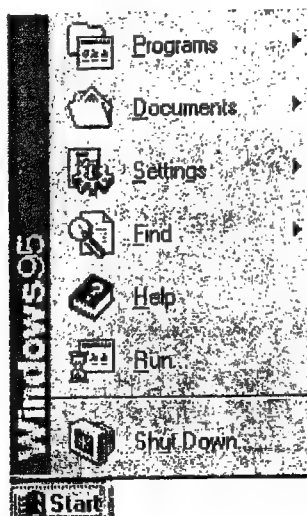 Programs
Documents
Settings
Find
Help
Run
Shut Down
Windows95
Start